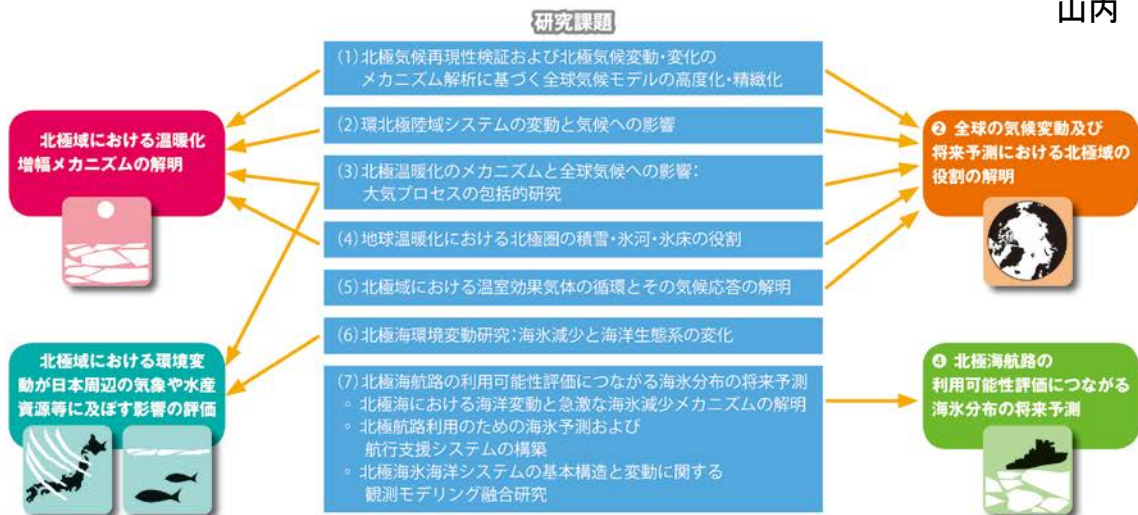 山内
研究課題
(1)北極気候再現性検証および北極気候変動・変化の
メカニズム解析に基づく全球気候モデルの高度化・精緻化
(2)環北極陸域システムの変動と気候への影響
(3)北極温暖化のメカニズムと全球気候への影響:
大気プロセスの包括的研究
(4)地球温暖化における北極圏の積雪・氷河・氷床の役割
(5)北極域における温室効果気体の循環とその気候応答の解明
(6)北極海環境変動研究:海氷減少と海洋生態系の変化
(7)北極海航路の利用可能性評価につながる海氷分布の将来予測
◦ 北極海における海洋変動と急激な海氷減少メカニズムの解明
◦ 北極航路利用のための海氷予測および
航行支援システムの構築
◦ 北極海氷海洋システムの基本構造と変動に関する
観測モデリング融合研究
北極域における温暖化
増幅メカニズムの解明
北極域における環境変
動が日本周辺の気象や水産
資源等に及ぼす影響の評価
❷ 全球の気候変動及び
将来予測における北極域の
役割の解明
❹ 北極海航路の
利用可能性評価につながる
海氷分布の将来予測